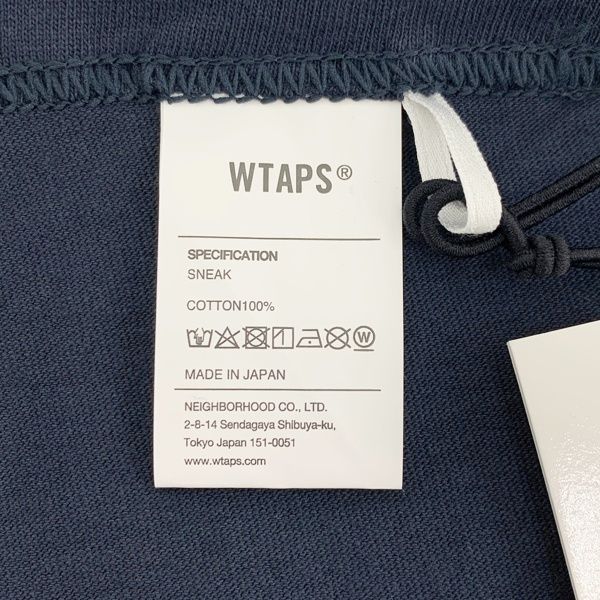 WTAPS®
SPECIFICATION
SNEAK
COTTON100%
W
MADE IN JAPAN
NEIGHBORHOOD CO., LTD.
2-8-14 Sendagaya Shibuya-ku,
Tokyo Japan 151-0051
www.wtaps.com